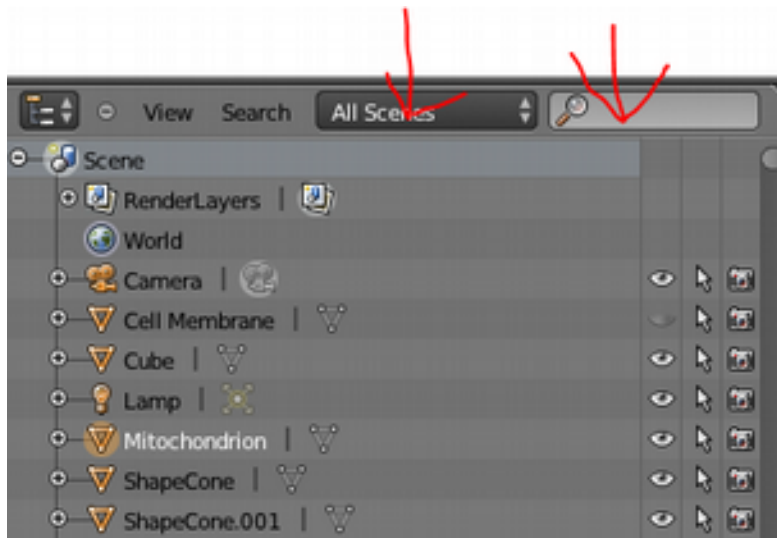 View Search All Scenes
Scene
RenderLayers
World
Camera
Cell Membrane
Cube
Lamp
Mitochondrion
ShapeCone
ShapeCone.001